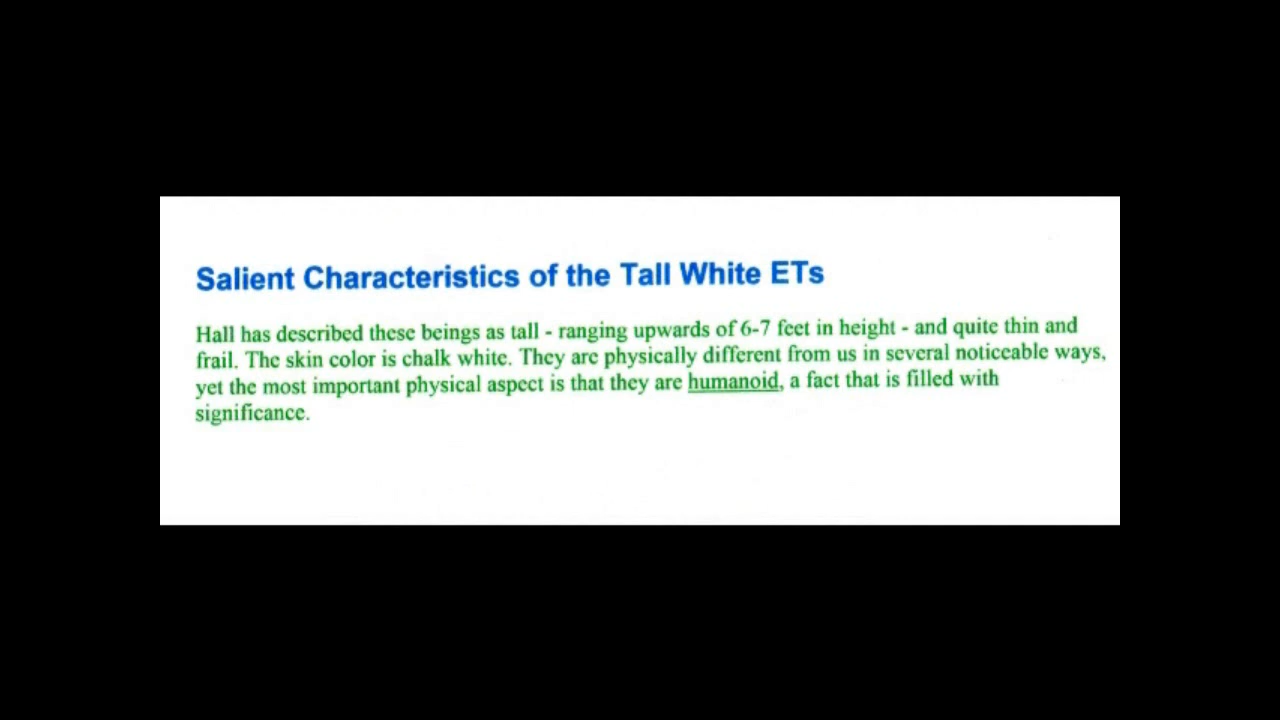 Salient Characteristics of the Tall White ETs
Hall has described these beings as tall - ranging upwards of 6-7 feet in height - and quite thin and
frail. The skin color is chalk white. They are physically different from us in several noticeable ways,
yet the most important physical aspect is that they are humanoid, a fact that is filled with
significance.